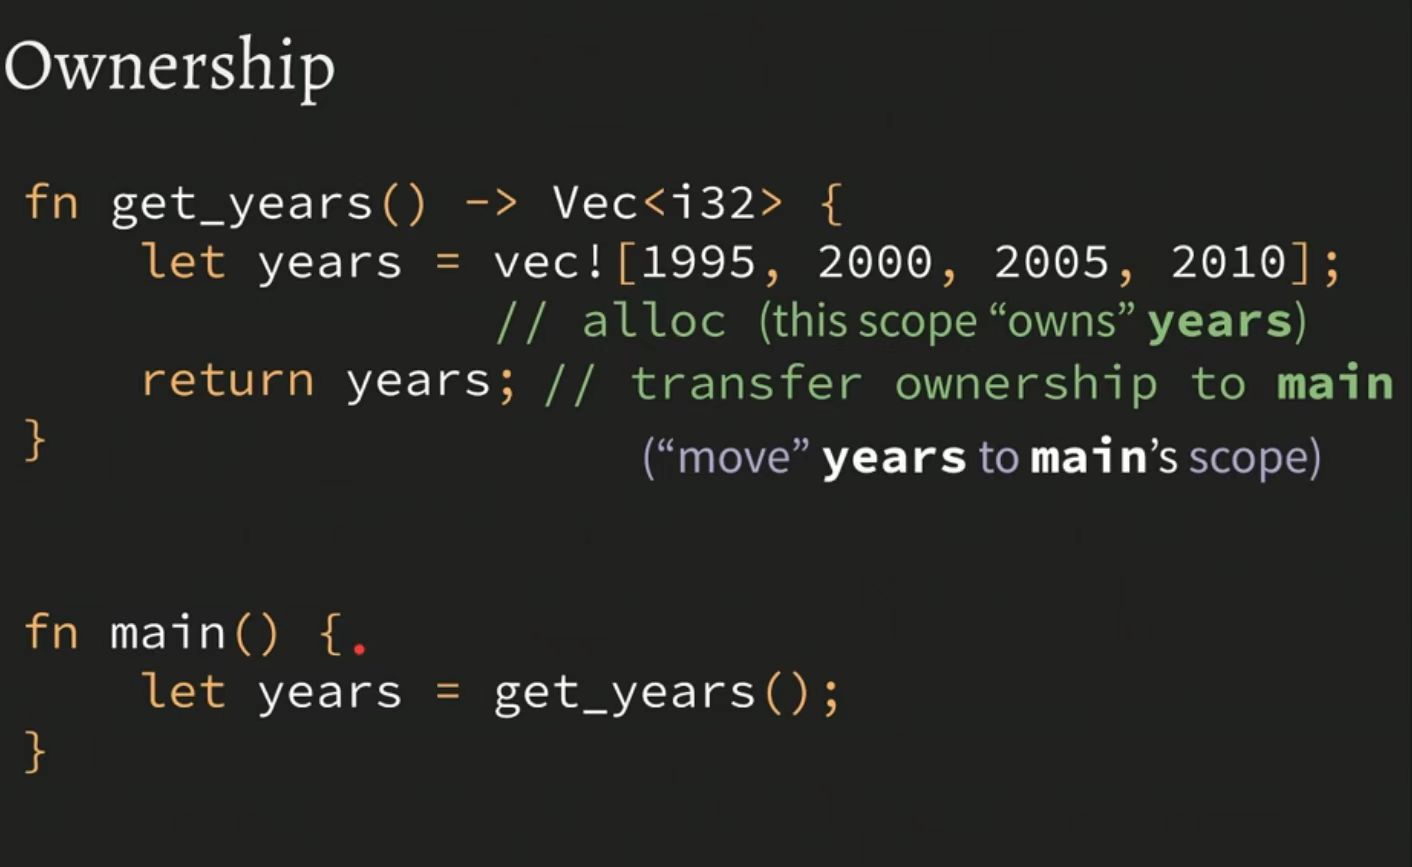 Ownership
fn get_years() -> Vec<i32> {
    let years = vec![1995, 2000, 2005, 2010];
                // alloc (this scope “owns” years)
    return years; // transfer ownership to main
}
(“move” years to main’s scope)
fn main() {
    let years = get_years();
}